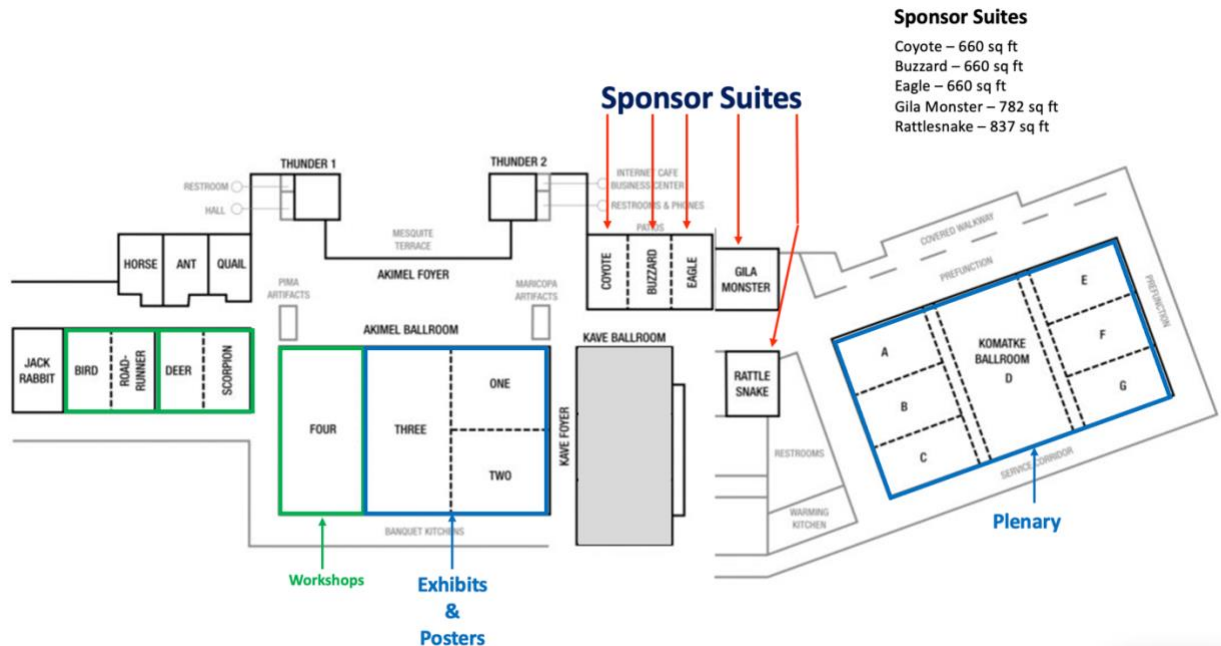 Sponsor Suites
Coyote – 660 sq ft
Buzzard – 660 sq ft
Eagle – 660 sq ft
Gila Monster – 782 sq ft
Rattlesnake – 837 sq ft
Sponsor Suites
THUNDER 1
THUNDER 2
RESTROOM
HALL
INTERNET CAFE
BUSINESS CENTER
RESTROOMS & PHONES
PATIOS
MESQUITE
TERRACE
AKIMEL FOYER
HORSE
ANT
QUAIL
COYOTE
BUZZARD
EAGLE
GILA
MONSTER
COVERED WALKWAY
PREFUNCTION
PREFUNCTION
PIMA
ARTIFACTS
MARICOPA
ARTIFACTS
AKIMEL BALLROOM
KAVE BALLROOM
JACK
RABBIT
BIRD
ROAD-
RUNNER
DEER
SCORPION
FOUR
THREE
ONE
TWO
KAVE FOYER
RATTLE
SNAKE
RESTROOMS
WARMING
KITCHEN
A
B
C
KOMATKE
BALLROOM
D
E
F
G
SERVICE CORRIDOR
BANQUET KITCHENS
Workshops
Exhibits
&
Posters
Plenary